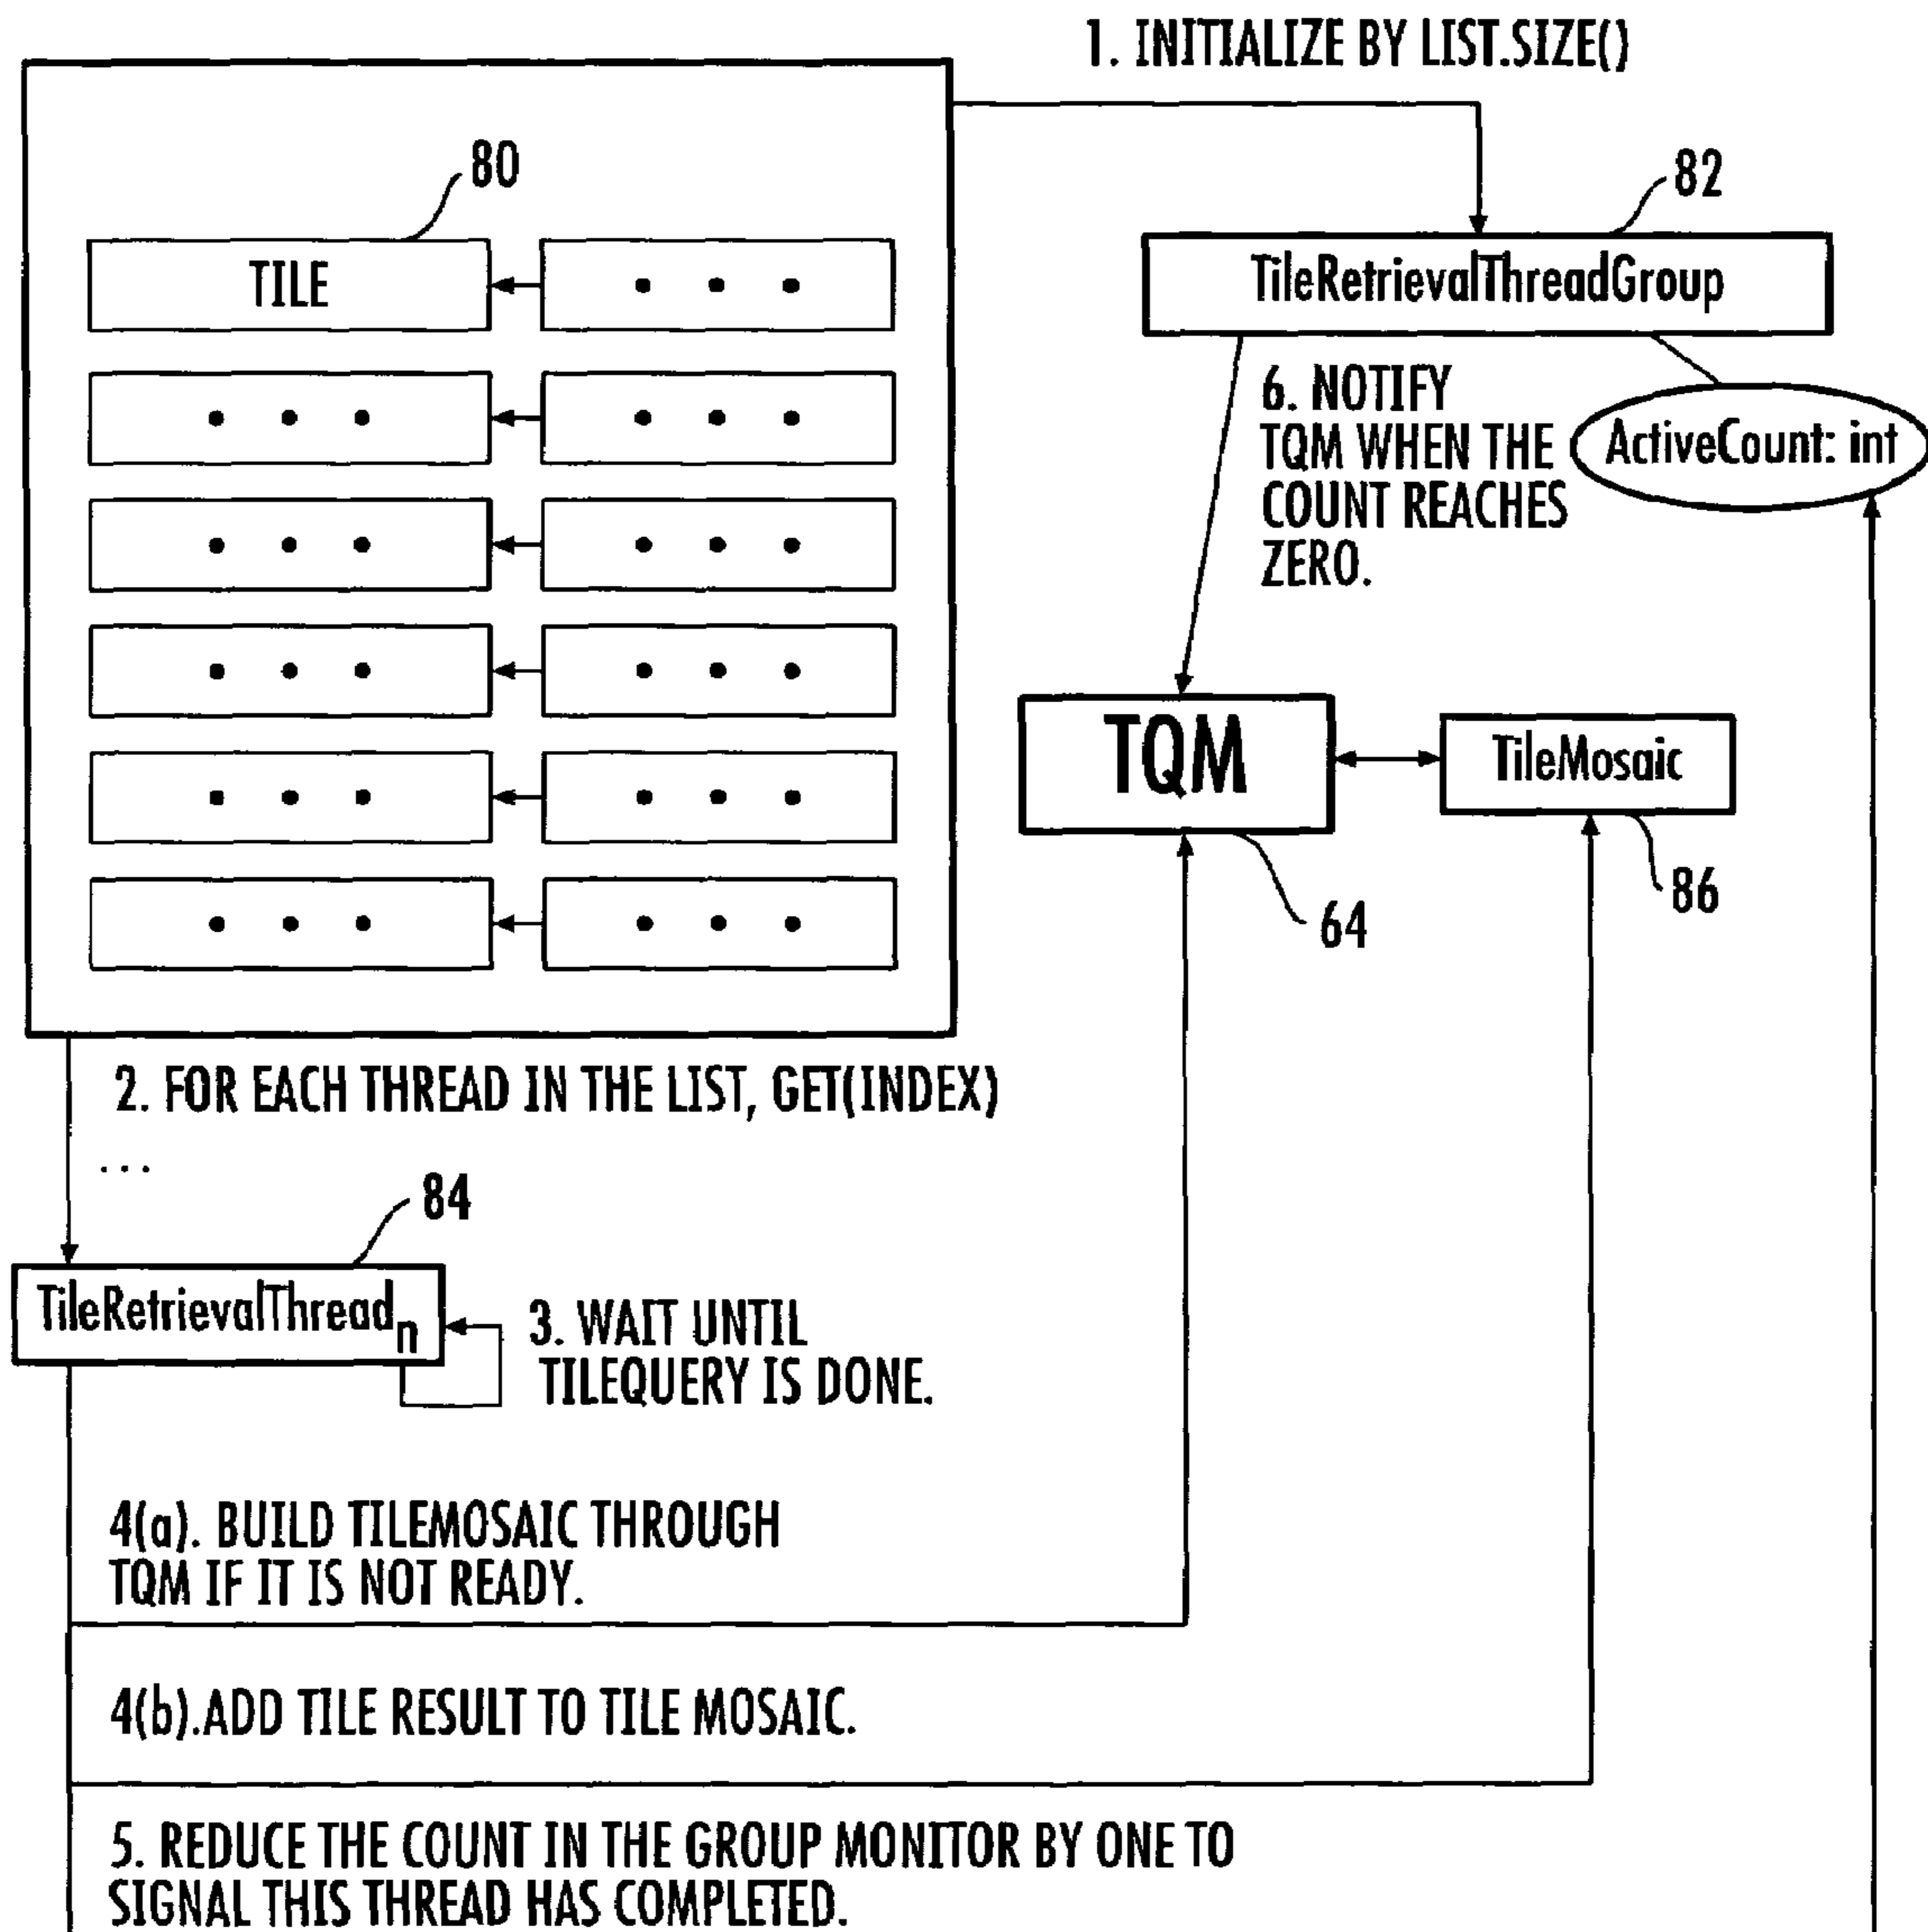 1. INITIALIZE BY LIST.SIZE()
80
82
TILE
TileRetrievalThreadGroup
6. NOTIFY
TQM WHEN THE
COUNT REACHES
ZERO.
ActiveCount: int
TQM
TileMosaic
86
64
2. FOR EACH THREAD IN THE LIST, GET(INDEX)
...
84
TileRetrievalThread n
3. WAIT UNTIL
TILEQUERY IS DONE.
4(a). BUILD TILEMOSAIC THROUGH
TQM IF IT IS NOT READY.
4(b).ADD TILE RESULT TO TILE MOSAIC.
5. REDUCE THE COUNT IN THE GROUP MONITOR BY ONE TO
SIGNAL THIS THREAD HAS COMPLETED.